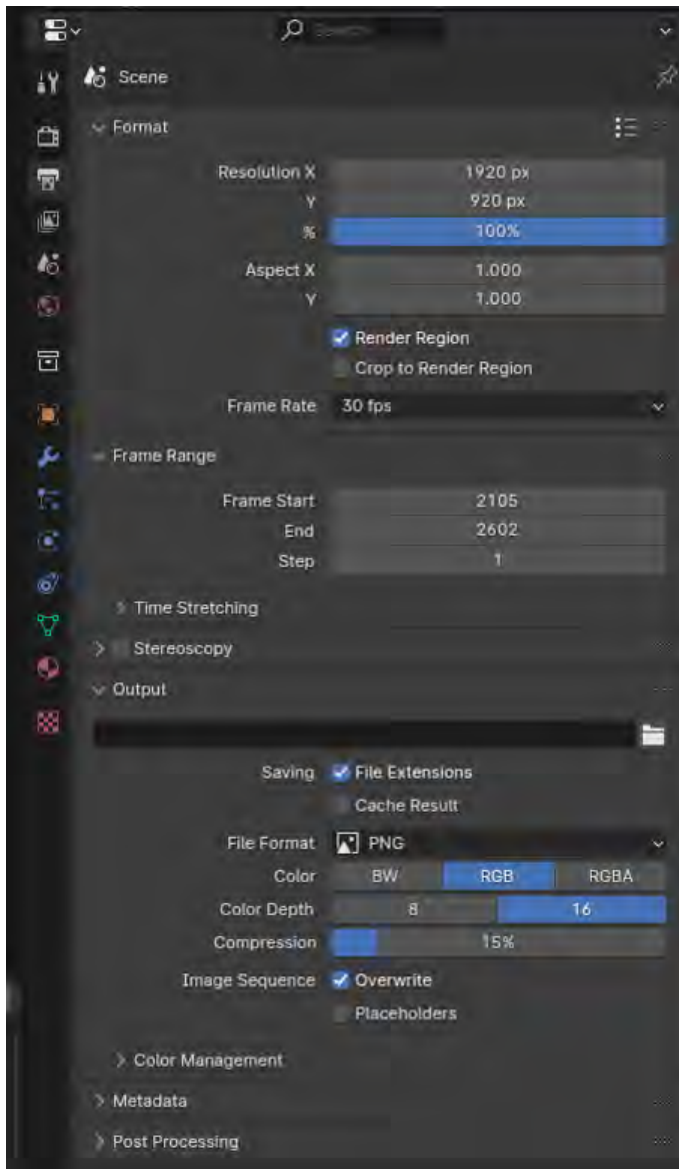 Search
Scene
Format
Resolution X 1920 px
Y 920 px
% 100%
Aspect X 1.000
Y 1.000
Render Region
Crop to Render Region
Frame Rate 30 fps
Frame Range
Frame Start 2105
End 2602
Step 1
Time Stretching
Stereoscopy
Output
Saving File Extensions
Cache Result
File Format PNG
Color BW RGB RGBA
Color Depth 8 16
Compression 15%
Image Sequence Overwrite
Placeholders
Color Management
Metadata
Post Processing